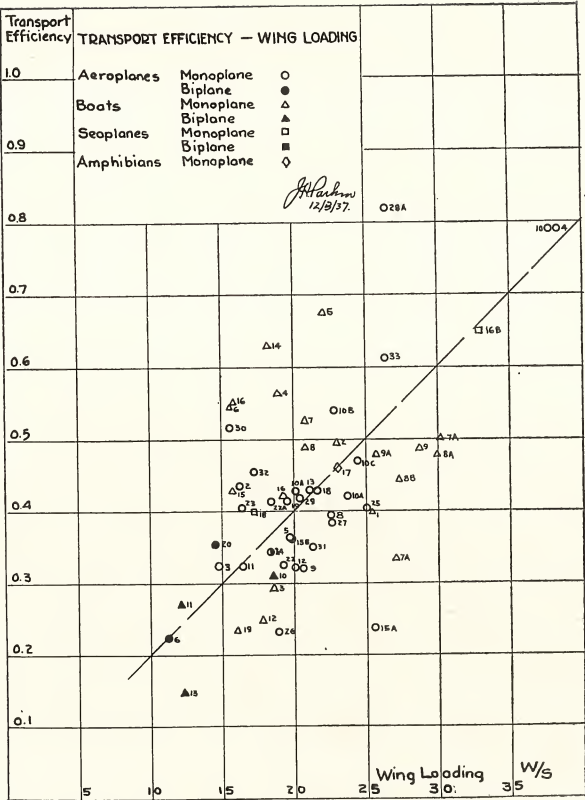 Transport
Efficiency
TRANSPORT EFFICIENCY — WING LOADING
Aeroplanes Monoplane
Biplane
Boats Monoplane
Biplane
Seaplanes Monoplane
Biplane
Amphibians Monoplane
12/3/37.
1.0
0.9
28A
0.8
10004
0.7
5
16B
14
33
0.6
4
16
6
10B
7
30
0.5
2
7A
8
9
8A
9A
17
10C
32
8B
2
15
16
10A
13
18
10A
29
23
22A
19
25
0.4
18
1
8
27
5
15B
20
31
24
3
11
22
12
9
7A
0.3
10
3
11
12
19
26
15A
6
0.2
13
0.1
Wing Loading W/S
5 10 15 20 25 30 35